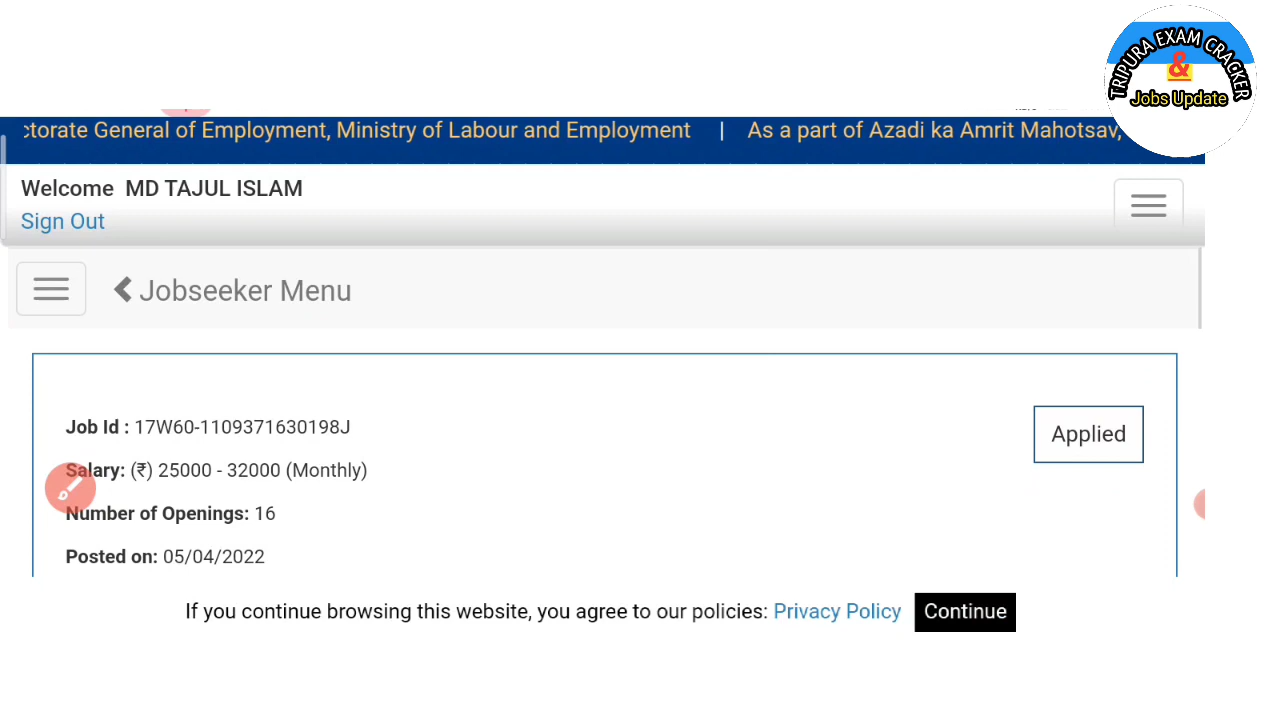 TRIPURA EXAM CRACKER
&
Jobs Update
ctorate General of Employment, Ministry of Labour and Employment | As a part of Azadi ka Amrit Mahotsav,
Welcome MD TAJUL ISLAM
Sign Out
Jobseeker Menu
Job Id : 17W60-1109371630198J
Applied
Salary: (₹) 25000 - 32000 (Monthly)
Number of Openings: 16
Posted on: 05/04/2022
If you continue browsing this website, you agree to our policies: Privacy Policy Continue